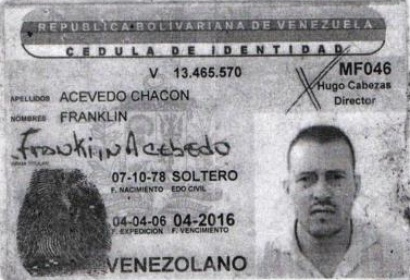 REPUBLICA BOLIVARIANA DE VENEZUELA
CEDULA DE IDENTIDAD
V 13.465.570
MF046
Hugo Cabezas
Director
APELLIDOS ACEVEDO CHACON
NOMBRES FRANKLIN
Franklin Acebedo
FIRMA TITULAR
07-10-78 SOLTERO
F. NACIMIENTO EDO CIVIL
04-04-06 04-2016
F. EXPEDICION F. VENCIMIENTO
VENEZOLANO